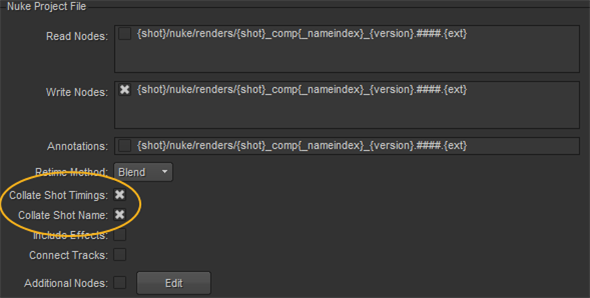 Nuke Project File
Read Nodes: {shot}/nuke/renders/{shot}_comp{_nameindex}_{version}.####.{ext}
Write Nodes: {shot}/nuke/renders/{shot}_comp{_nameindex}_{version}.####.{ext}
Annotations: {shot}/nuke/renders/{shot}_comp{_nameindex}_{version}.####.{ext}
Retime Method: Blend
Collate Shot Timings:
Collate Shot Name:
Include Effects:
Connect Tracks:
Additional Nodes: Edit